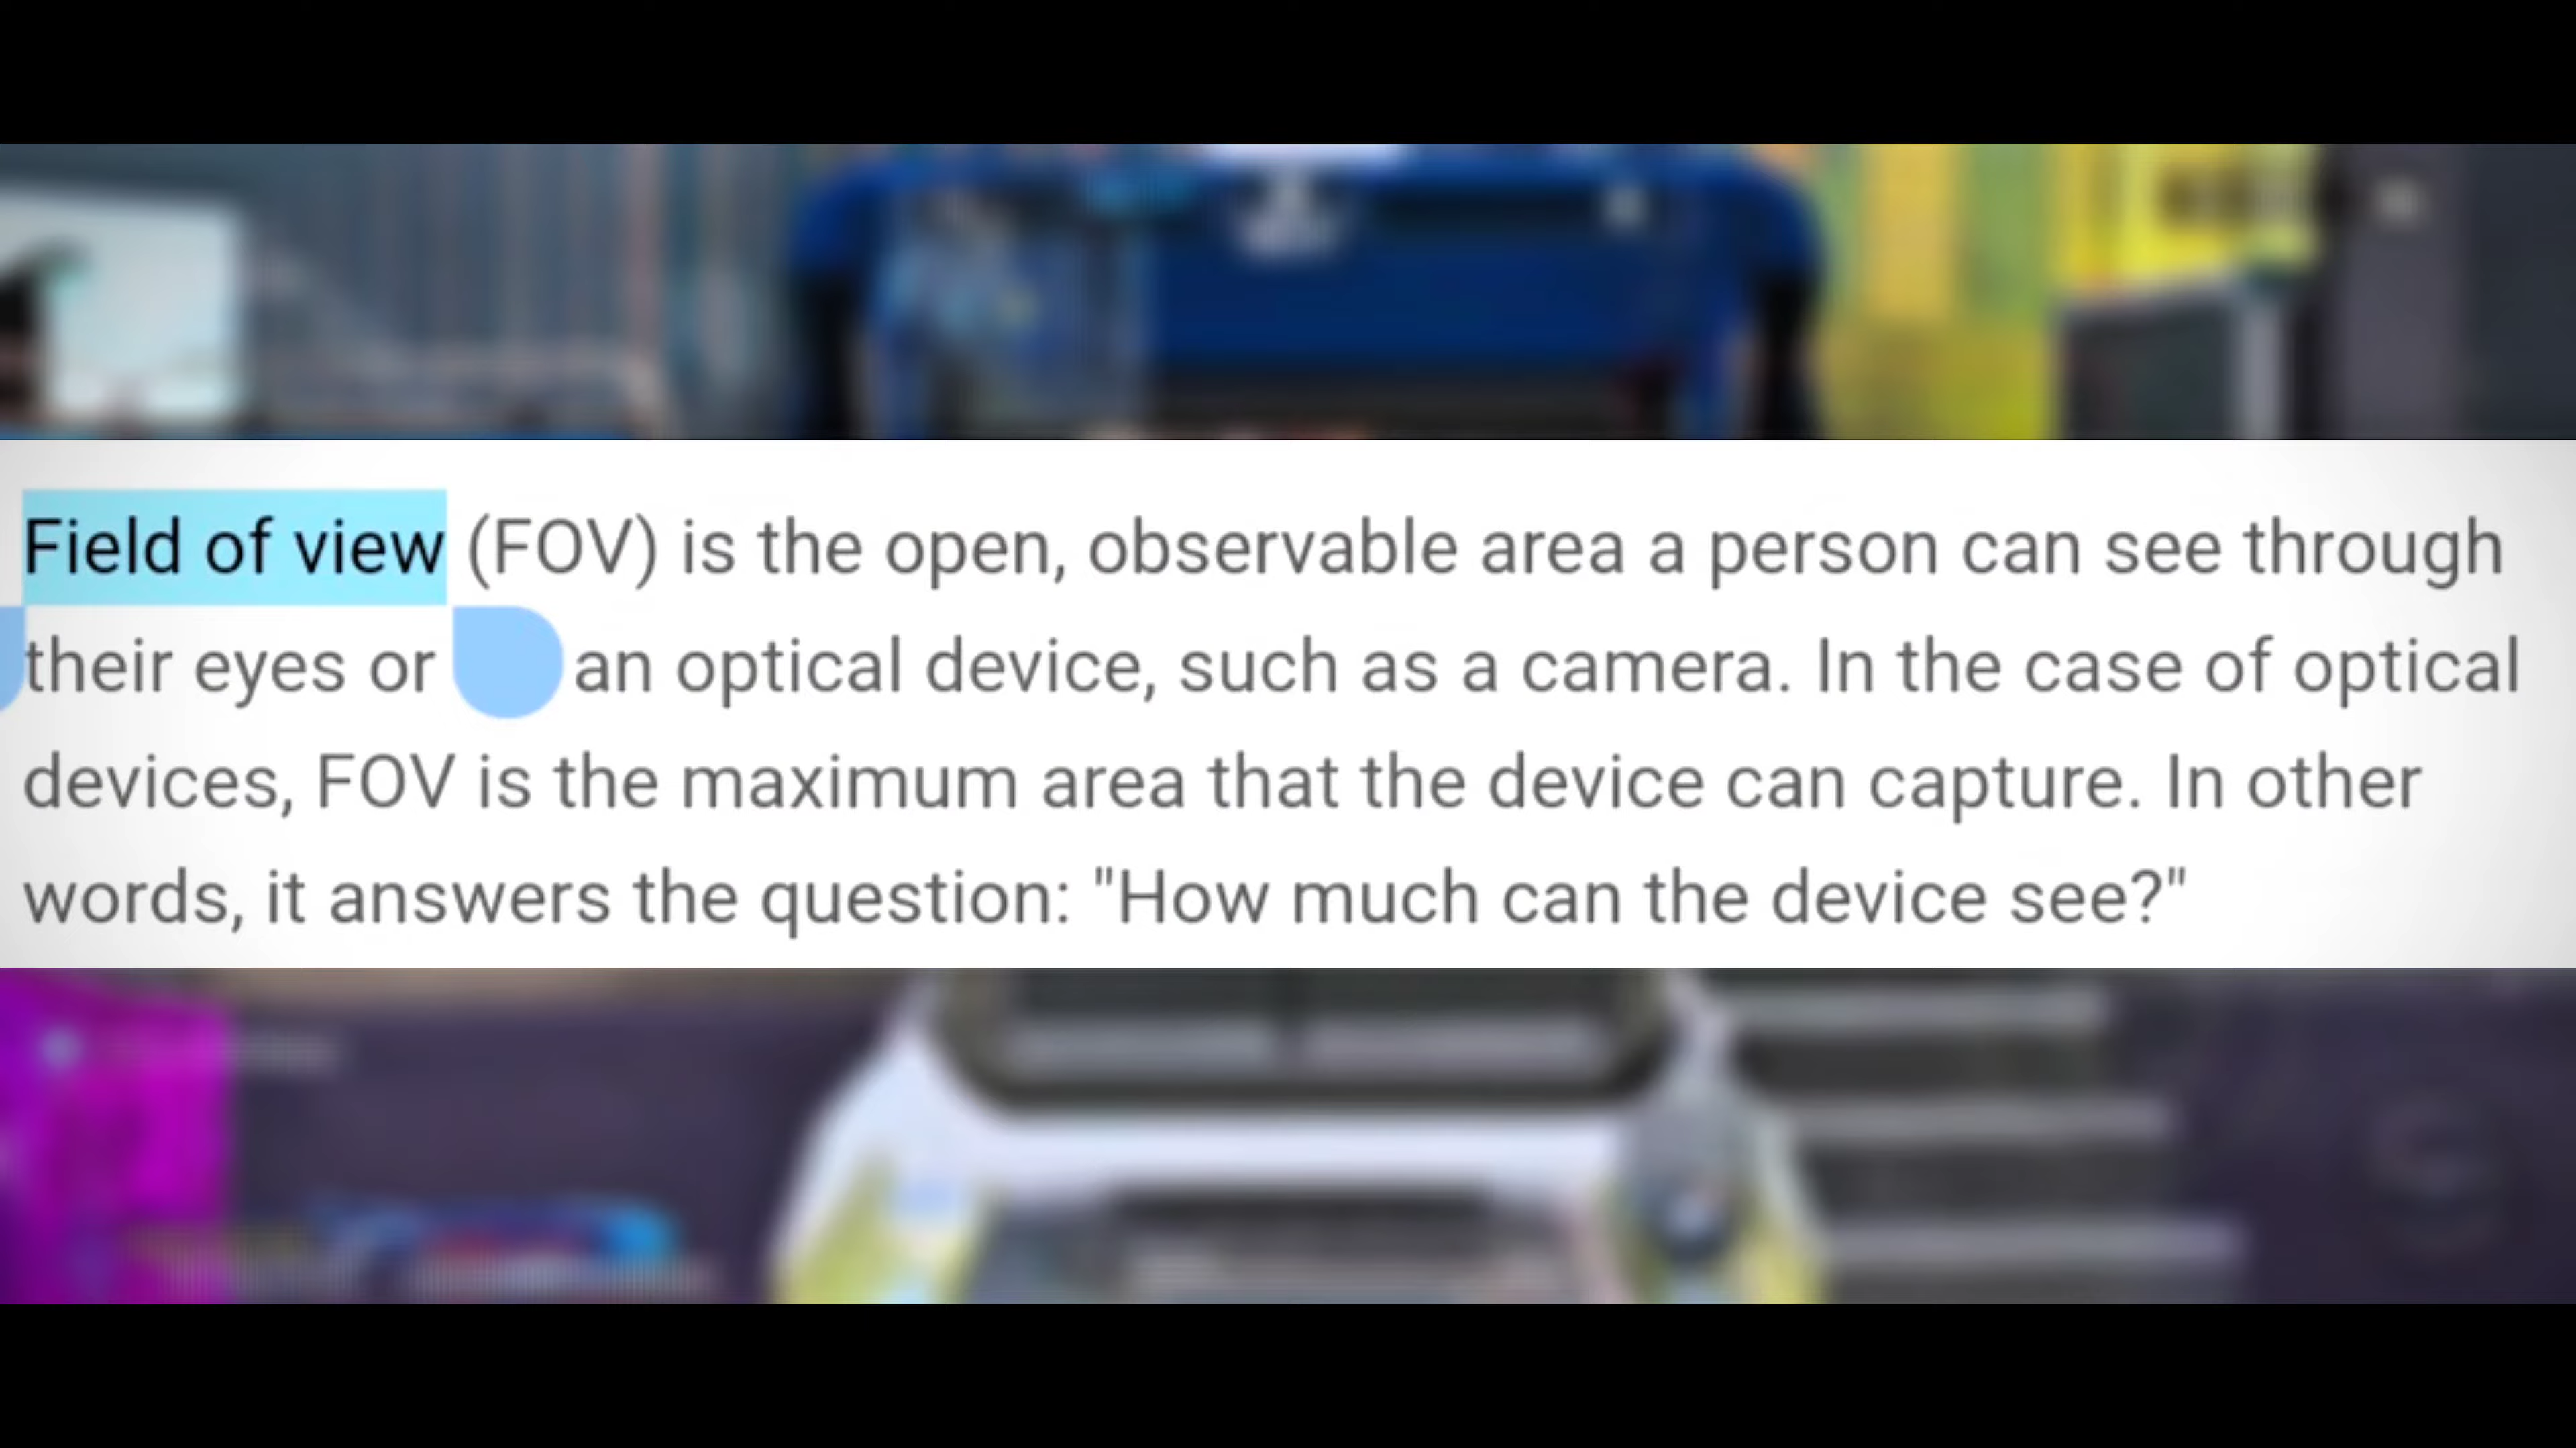 Field of view (FOV) is the open, observable area a person can see through
their eyes or an optical device, such as a camera. In the case of optical
devices, FOV is the maximum area that the device can capture. In other
words, it answers the question: "How much can the device see?"